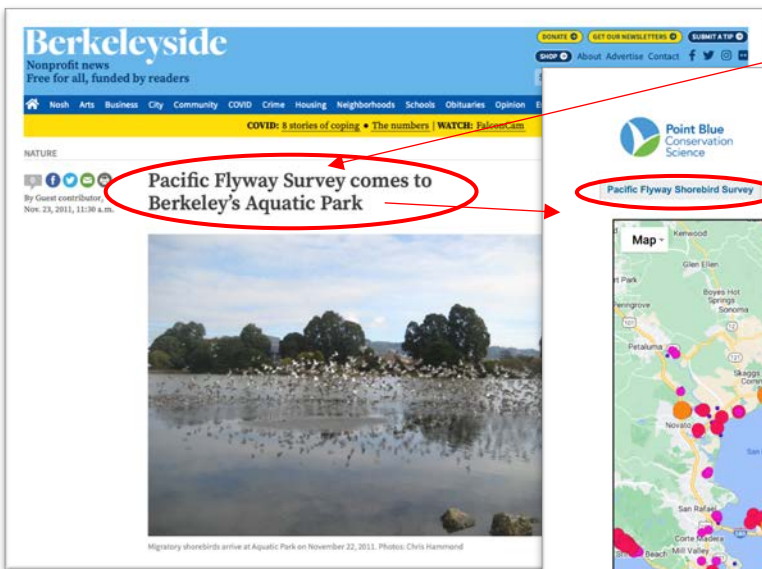 Berkeleyside
Nonprofit news
Free for all, funded by readers
DONATE
GET OUR NEWSLETTERS
SUBMIT A TIP
SHOP
About Advertise Contact
Nosh Arts Business City Community COVID Crime Housing Neighborhoods Schools Obituaries Opinion
COVID: 8 stories of coping • The numbers | WATCH: FalconCam
NATURE
By Guest contributor,
Nov. 23, 2011, 11:30 a.m.
Pacific Flyway Survey comes to
Berkeley's Aquatic Park
Migratory shorebirds arrive at Aquatic Park on November 22, 2011. Photos: Chris Hammond
Point Blue
Conservation
Science
Pacific Flyway Shorebird Survey
Map
Kenwood
Glen Ellen
Boyes Hot
Springs
Sonoma
Petaluma
Skaggs
Novato
San Rafael
Corte Madera
Mill Valley
Beach